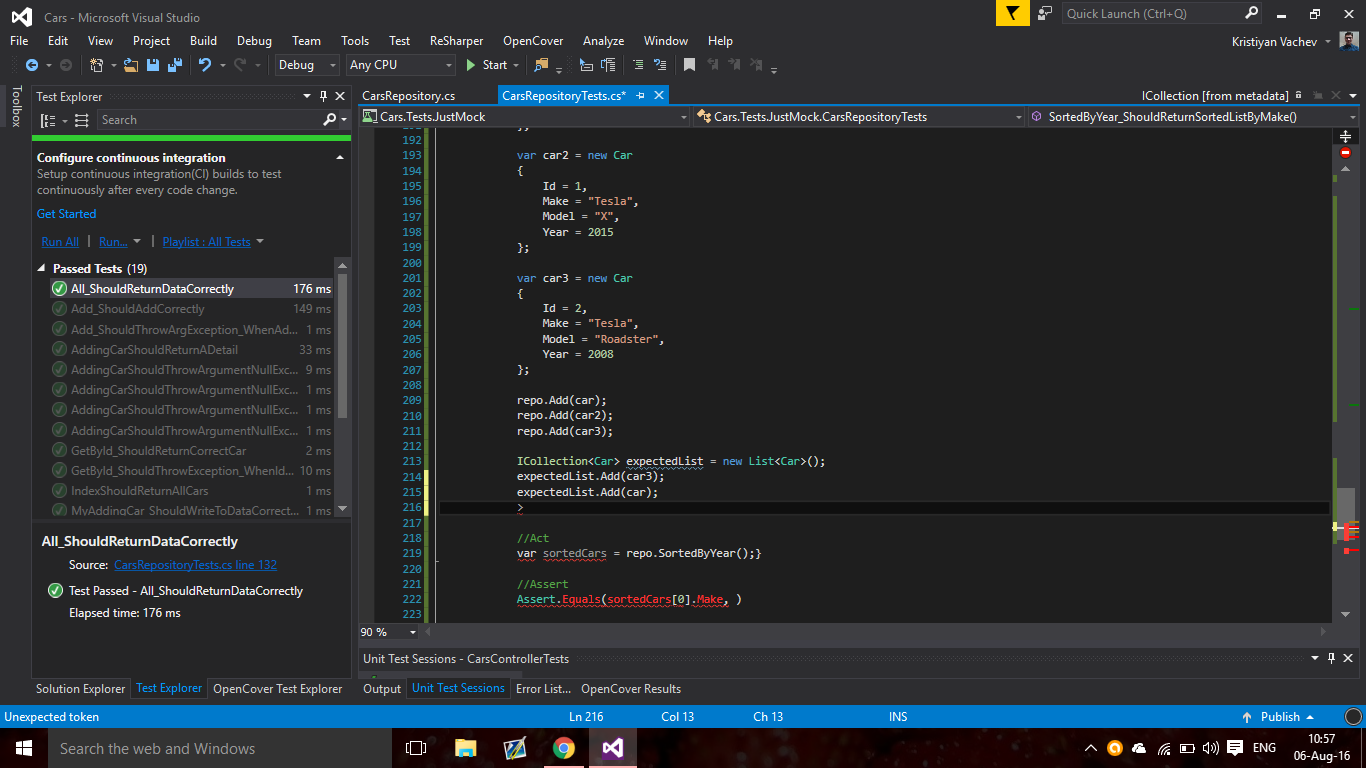 Cars - Microsoft Visual Studio
Quick Launch (Ctrl+Q)
File Edit View Project Build Debug Team Tools Test ReSharper OpenCover Analyze Window Help
Kristiyan Vachev
Debug Any CPU Start
Toolbox
Test Explorer
Search
Configure continuous integration
Setup continuous integration(CI) builds to test
continuously after every code change.
Get Started
Run All | Run... | Playlist : All Tests
Passed Tests (19)
All_ShouldReturnDataCorrectly 176 ms
Add_ShouldAddCorrectly 149 ms
Add_ShouldThrowArgException_WhenAd... 1 ms
AddingCarShouldReturnADetail 33 ms
AddingCarShouldThrowArgumentNullExc... 9 ms
AddingCarShouldThrowArgumentNullExc... 1 ms
AddingCarShouldThrowArgumentNullExc... 1 ms
AddingCarShouldThrowArgumentNullExc... 1 ms
GetById_ShouldReturnCorrectCar 2 ms
GetById_ShouldThrowException_WhenId... 10 ms
IndexShouldReturnAllCars 1 ms
MyAddingCar_ShouldWriteToDataCorrect... 1 ms
All_ShouldReturnDataCorrectly
Source: CarsRepositoryTests.cs line 132
Test Passed - All_ShouldReturnDataCorrectly
Elapsed time: 176 ms
Solution Explorer Test Explorer OpenCover Test Explorer
CarsRepository.cs CarsRepositoryTests.cs* ICollection [from metadata]
Cars.Tests.JustMock Cars.Tests.JustMock.CarsRepositoryTests SortedByYear_ShouldReturnSortedListByMake()
191 };
192
193 var car2 = new Car
194 {
195 Id = 1,
196 Make = "Tesla",
197 Model = "X",
198 Year = 2015
199 };
200
201 var car3 = new Car
202 {
203 Id = 2,
204 Make = "Tesla",
205 Model = "Roadster",
206 Year = 2008
207 };
208
209 repo.Add(car);
210 repo.Add(car2);
211 repo.Add(car3);
212
213 ICollection<Car> expectedList = new List<Car>();
214 expectedList.Add(car3);
215 expectedList.Add(car);
216 >
217
218 //Act
219 var sortedCars = repo.SortedByYear();}
220
221 //Assert
222 Assert.Equals(sortedCars[0].Make, )
223
90 %
Unit Test Sessions - CarsControllerTests
Output Unit Test Sessions Error List... OpenCover Results
Unexpected token Ln 216 Col 13 Ch 13 INS Publish
Search the web and Windows
ENG
10:57
06-Aug-16